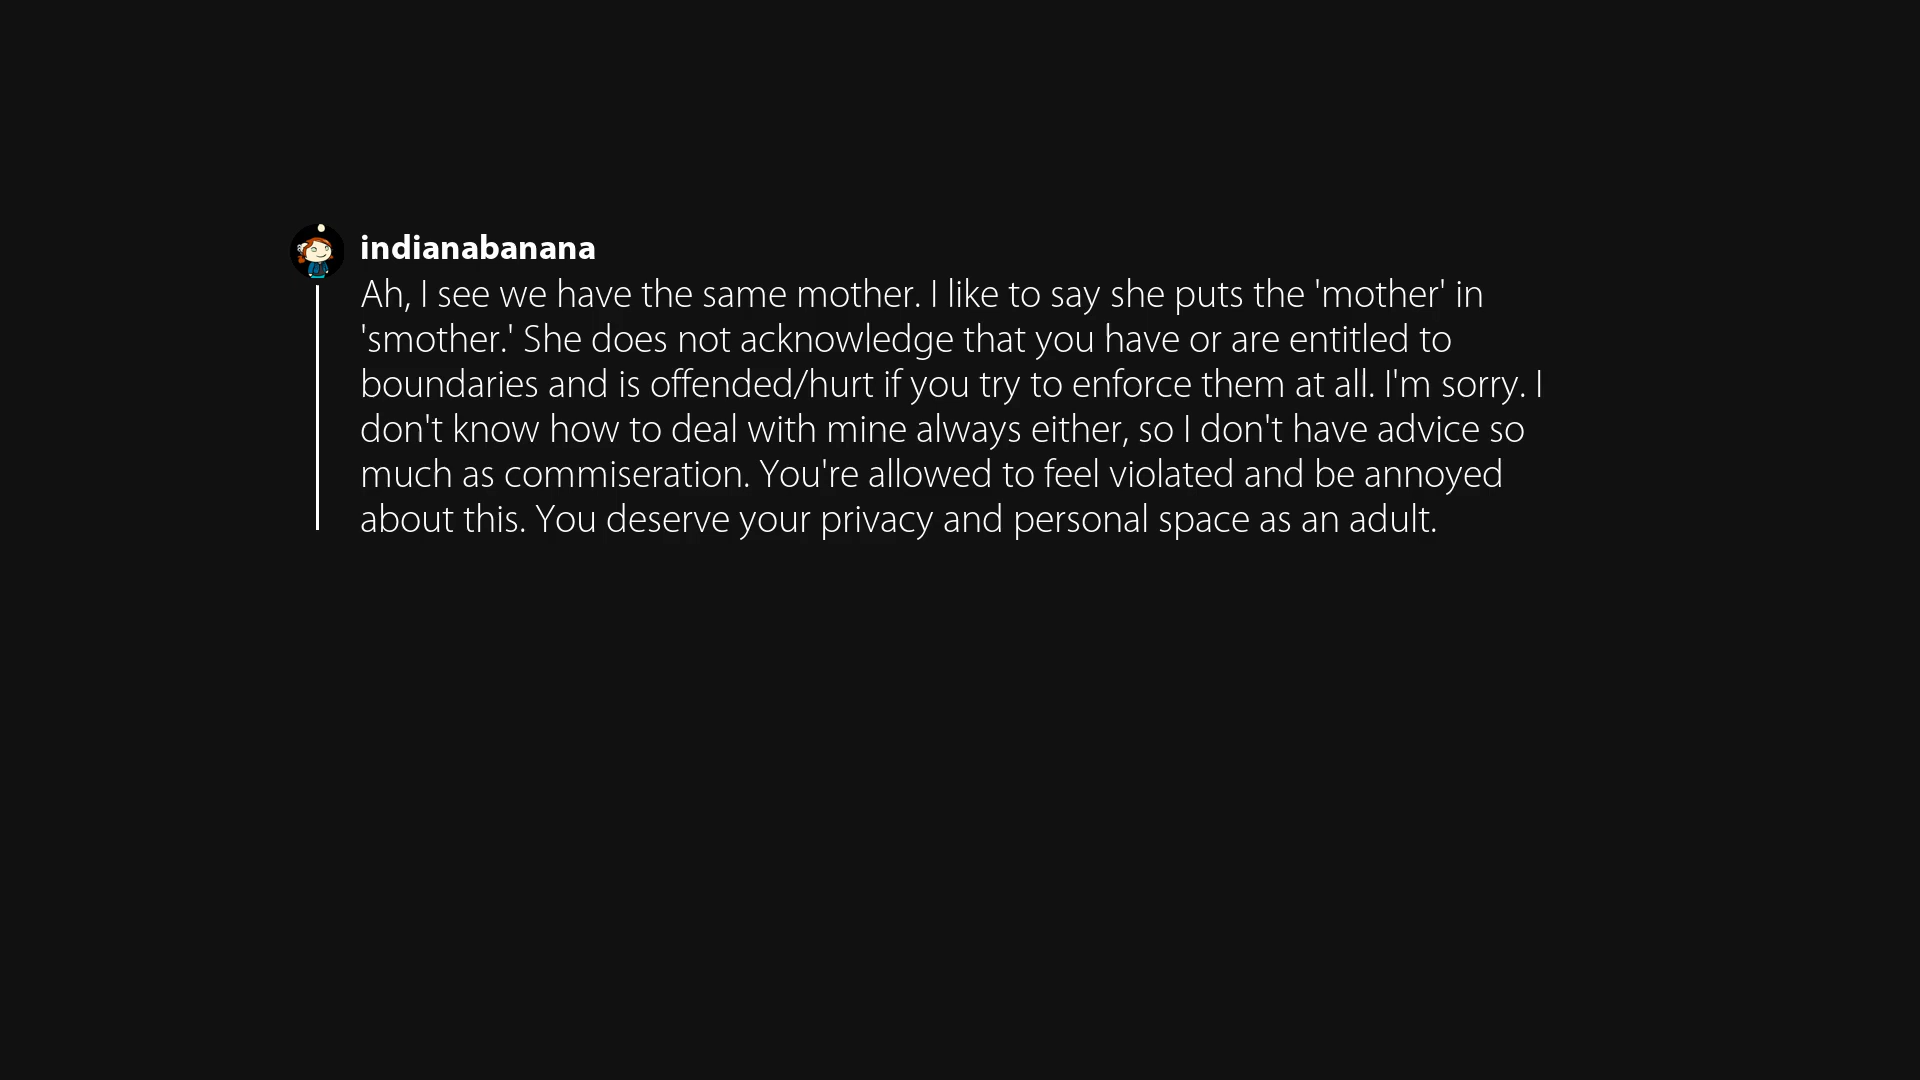 indianabanana
Ah, I see we have the same mother. I like to say she puts the 'mother' in
'smother.' She does not acknowledge that you have or are entitled to
boundaries and is offended/hurt if you try to enforce them at all. I'm sorry. I
don't know how to deal with mine always either, so I don't have advice so
much as commiseration. You're allowed to feel violated and be annoyed
about this. You deserve your privacy and personal space as an adult.